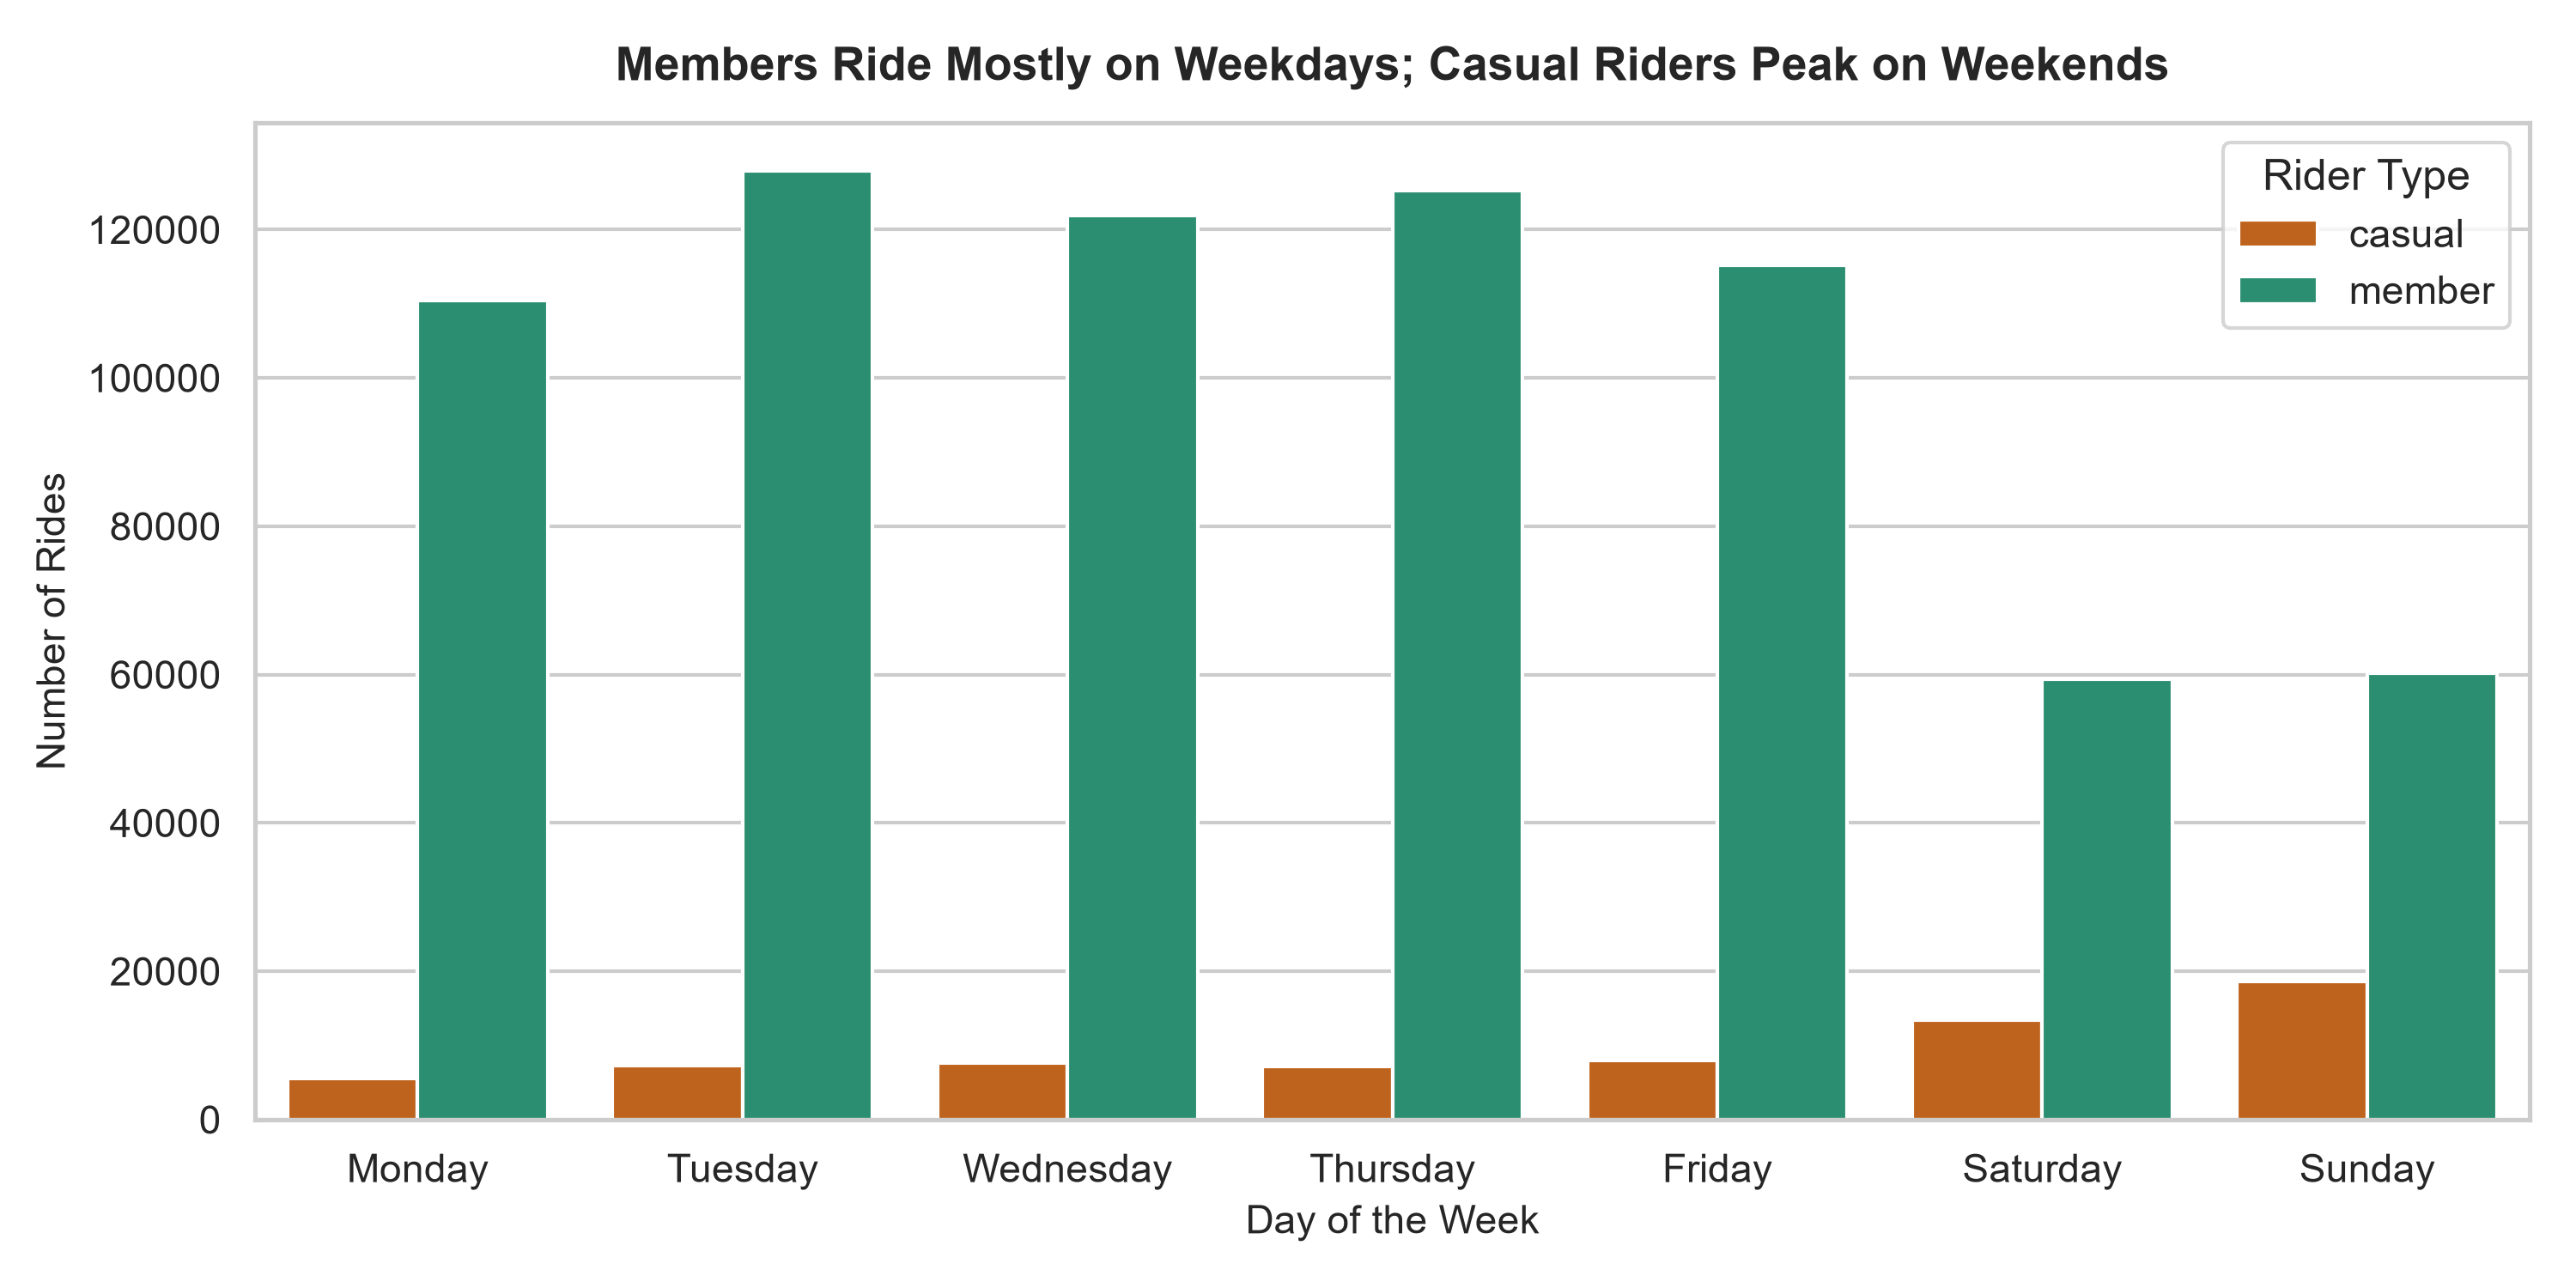 Members Ride Mostly on Weekdays; Casual Riders Peak on Weekends
Rider Type
casual
member
Number of Rides
120000
100000
80000
60000
40000
20000
0
Monday Tuesday Wednesday Thursday Friday Saturday Sunday
Day of the Week